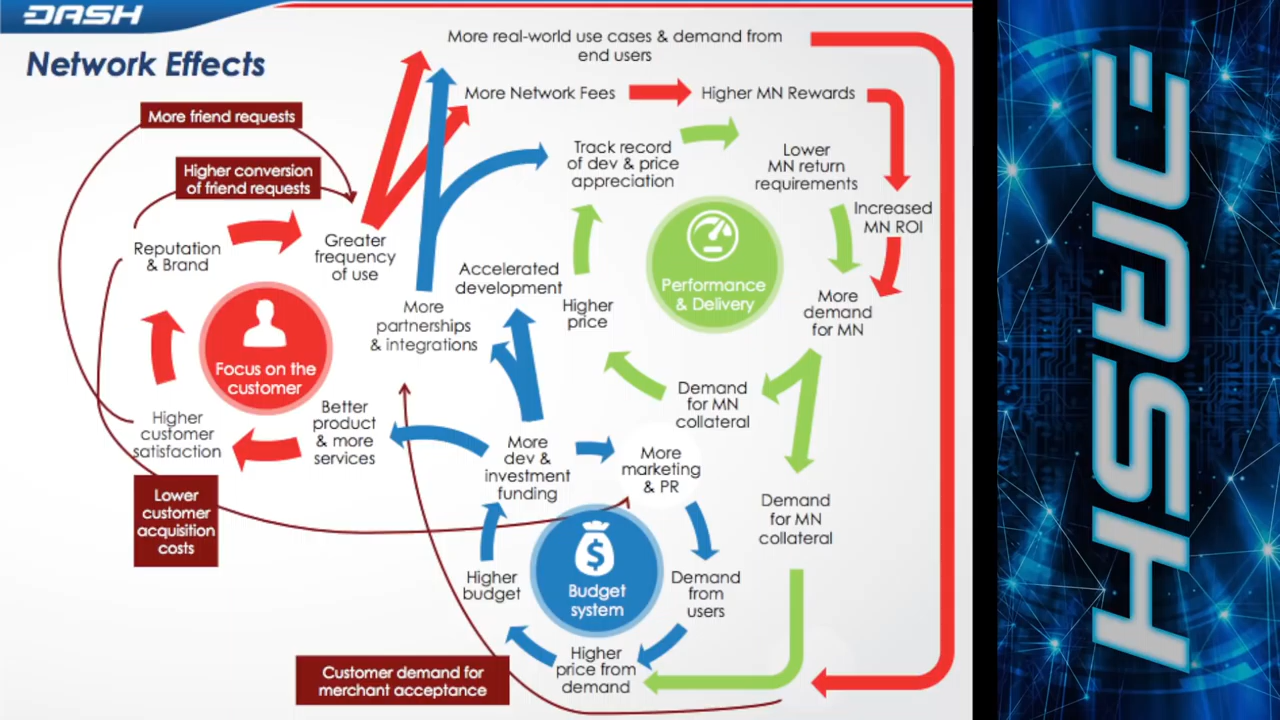 DASH
Network Effects
More real-world use cases & demand from
end users
More Network Fees
Higher MN Rewards
More friend requests
Higher conversion
of friend requests
Track record
of dev & price
appreciation
Lower
MN return
requirements
Increased
MN ROI
Reputation
& Brand
Greater
frequency
of use
Accelerated
development
Performance
& Delivery
More
partnerships
& integrations
Higher
price
More
demand
for MN
Focus on the
customer
Demand
for MN
collateral
Higher
customer
satisfaction
Better
product
& more
services
More
dev &
investment
funding
More
marketing
& PR
Lower
customer
acquisition
costs
Demand
for MN
collateral
Higher
budget
Budget
system
Demand
from
users
Higher
price from
demand
Customer demand for
merchant acceptance
DASH